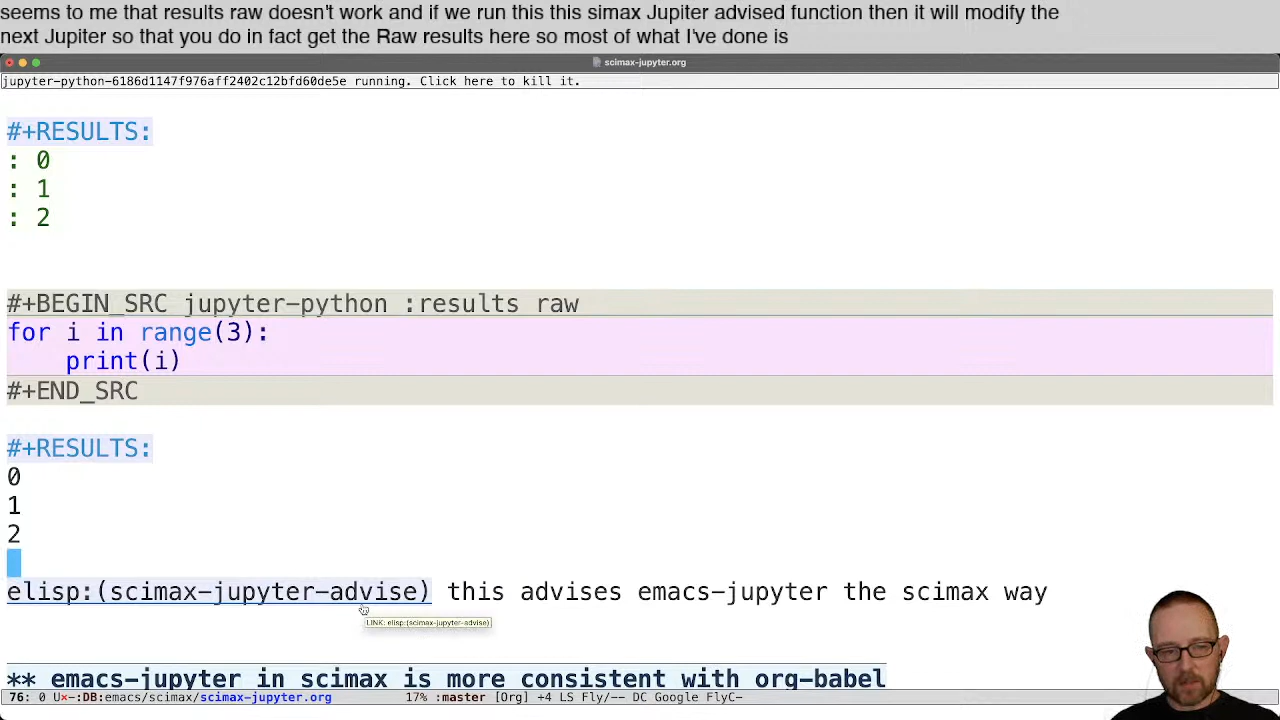 seems to me that results raw doesn't work and if we run this this simax Jupiter advised function then it will modify the
next Jupiter so that you do in fact get the Raw results here so most of what I've done is
scimax-jupyter.org
jupyter-python-6186d1147f976aff2402c12bfd60de5e running. Click here to kill it.
#+RESULTS:
: 0
: 1
: 2
#+BEGIN_SRC jupyter-python :results raw
for i in range(3):
    print(i)
#+END_SRC
#+RESULTS:
0
1
2
elisp:(scimax-jupyter-advise) this advises emacs-jupyter the scimax way
LINK: elisp:(scimax-jupyter-advise)
** emacs-jupyter in scimax is more consistent with org-babel
76: 0 U×-:DB:emacs/scimax/scimax-jupyter.org 17% :master [Org] +4 LS Fly/-- DC Google FlyC-